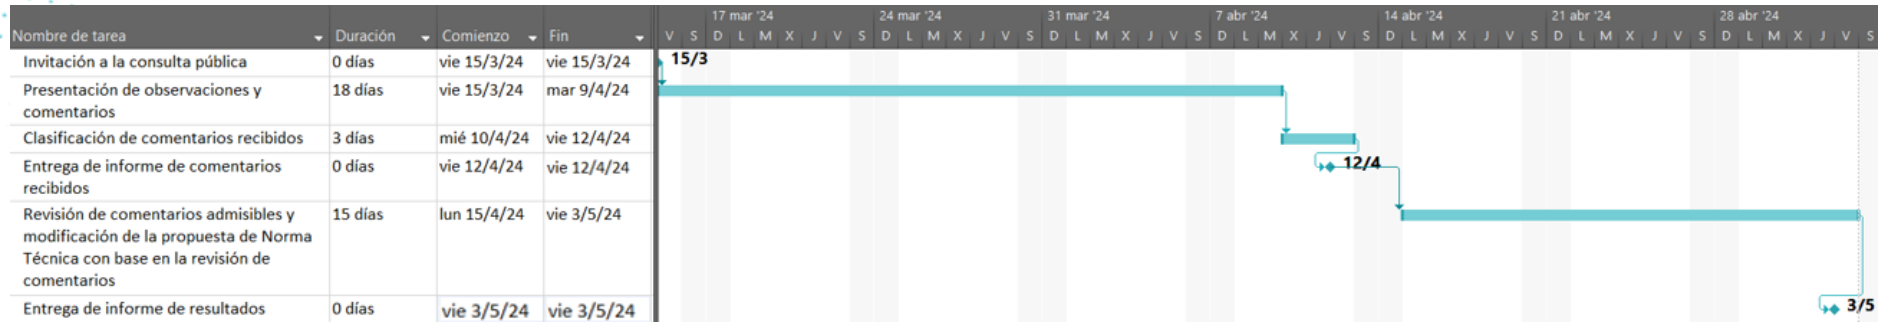 17 mar '24 24 mar '24 31 mar '24 7 abr '24 14 abr '24 21 abr '24 28 abr '24
Nombre de tarea Duración Comienzo Fin V S D L M X J V S D L M X J V S D L M X J V S D L M X J V S D L M X J V S D L M X J V S D L M X J V S
Invitación a la consulta pública 0 días vie 15/3/24 vie 15/3/24 15/3
Presentación de observaciones y 18 días vie 15/3/24 mar 9/4/24
comentarios
Clasificación de comentarios recibidos 3 días mié 10/4/24 vie 12/4/24
Entrega de informe de comentarios 0 días vie 12/4/24 vie 12/4/24 12/4
recibidos
Revisión de comentarios admisibles y 15 días lun 15/4/24 vie 3/5/24
modificación de la propuesta de Norma
Técnica con base en la revisión de
comentarios
Entrega de informe de resultados 0 días vie 3/5/24 vie 3/5/24 3/5